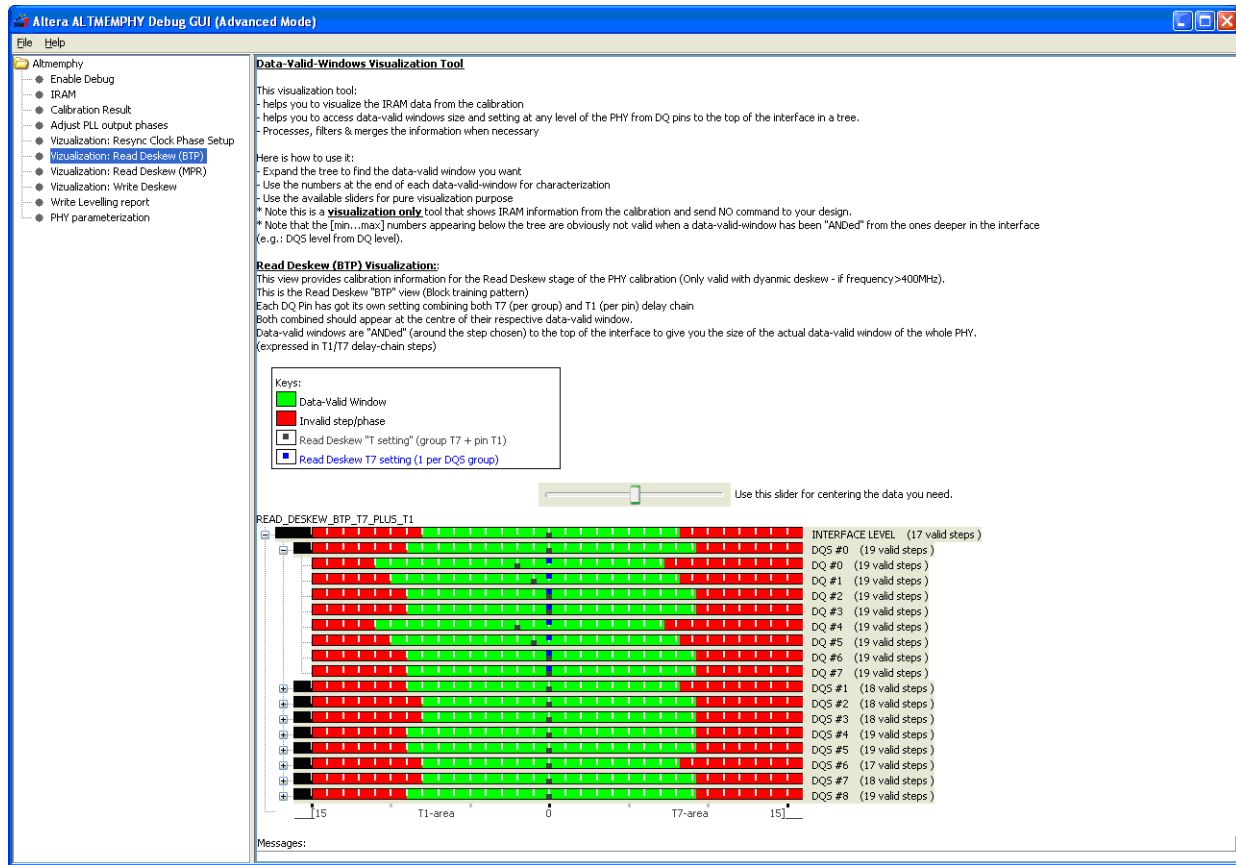 Altera ALTMEMPHY Debug GUI (Advanced Mode)
File Help
Altmemphy
Enable Debug
IRAM
Calibration Result
Adjust PLL output phases
Vizualization: Resync Clock Phase Setup
Vizualization: Read Deskew (BTP)
Vizualization: Read Deskew (MPR)
Vizualization: Write Deskew
Write Levelling report
PHY parameterization
Data-Valid-Windows Visualization Tool
This visualization tool:
- helps you to visualize the IRAM data from the calibration
- helps you to access data-valid windows size and setting at any level of the PHY from DQ pins to the top of the interface in a tree.
- Processes, filters & merges the information when necessary
Here is how to use it:
- Expand the tree to find the data-valid window you want
- Use the numbers at the end of each data-valid-window for characterization
- Use the available sliders for pure visualization purpose
* Note this is a visualization only tool that shows IRAM information from the calibration and send NO command to your design.
* Note that the [min...max] numbers appearing below the tree are obviously not valid when a data-valid-window has been "ANDed" from the ones deeper in the interface
(e.g.: DQS level from DQ level).
Read Deskew (BTP) Visualization::
This view provides calibration information for the Read Deskew stage of the PHY calibration (Only valid with dyanmic deskew - if frequency>400MHz).
This is the Read Deskew "BTP" view (Block training pattern)
Each DQ Pin has got its own setting combining both T7 (per group) and T1 (per pin) delay chain
Both combined should appear at the centre of their respective data-valid window.
Data-valid windows are "ANDed" (around the step chosen) to the top of the interface to give you the size of the actual data-valid window of the whole PHY.
(expressed in T1/T7 delay-chain steps)
Keys:
Data-Valid Window
Invalid step/phase
Read Deskew "T setting" (group T7 + pin T1)
Read Deskew T7 setting (1 per DQS group)
Use this slider for centering the data you need.
READ_DESKEW_BTP_T7_PLUS_T1
INTERFACE LEVEL (17 valid steps )
DQS #0 (19 valid steps )
DQ #0 (19 valid steps )
DQ #1 (19 valid steps )
DQ #2 (19 valid steps )
DQ #3 (19 valid steps )
DQ #4 (19 valid steps )
DQ #5 (19 valid steps )
DQ #6 (19 valid steps )
DQ #7 (19 valid steps )
DQS #1 (18 valid steps )
DQS #2 (18 valid steps )
DQS #3 (18 valid steps )
DQS #4 (19 valid steps )
DQS #5 (19 valid steps )
DQS #6 (17 valid steps )
DQS #7 (18 valid steps )
DQS #8 (19 valid steps )
___[15 T1-area 0 T7-area 15]___
Messages: